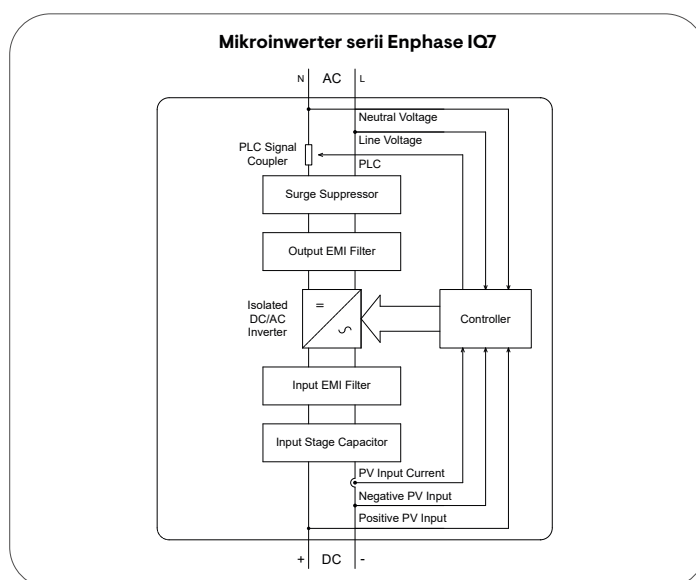 Mikroinwerter serii Enphase IQ7
N AC L
Neutral Voltage
Line Voltage
PLC Signal
Coupler
PLC
Surge Suppressor
Output EMI Filter
Isolated
DC/AC
Inverter
=
∿
Controller
Input EMI Filter
Input Stage Capacitor
PV Input Current
Negative PV Input
Positive PV Input
+ DC -